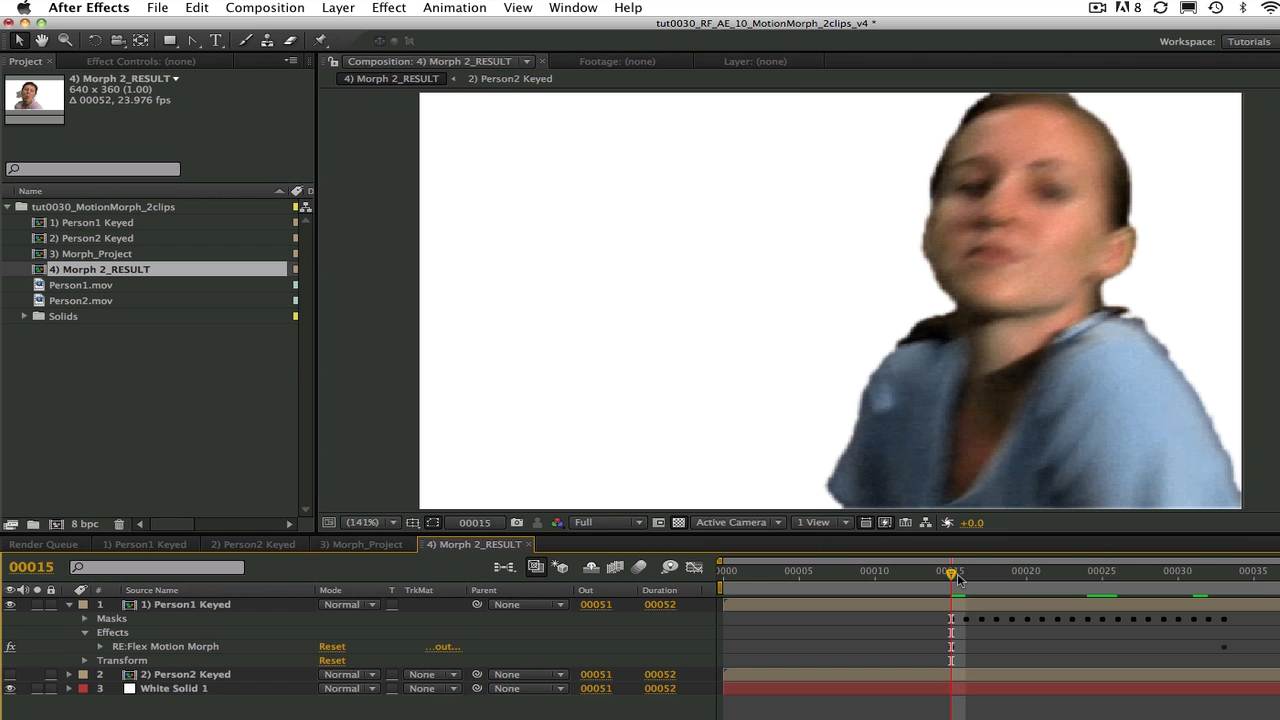 After Effects File Edit Composition Layer Effect Animation View Window Help 8
tut0030_RF_AE_10_MotionMorph_2clips_v4 *
Workspace: Tutorials
Project Effect Controls: (none) Composition: 4) Morph 2_RESULT Footage: (none) Layer: (none)
4) Morph 2_RESULT 2) Person2 Keyed
4) Morph 2_RESULT
640 x 360 (1.00)
Δ 00052, 23.976 fps
Name
tut0030_MotionMorph_2clips
1) Person1 Keyed
2) Person2 Keyed
3) Morph_Project
4) Morph 2_RESULT
Person1.mov
Person2.mov
Solids
8 bpc
(141%) 00015 Full Active Camera 1 View +0.0
Render Queue 1) Person1 Keyed 2) Person2 Keyed 3) Morph_Project 4) Morph 2_RESULT
00015
0000 00005 00010 00020 00025 00030 00035
# Source Name Mode T TrkMat Parent Out Duration
1 1) Person1 Keyed Normal None 00051 00052
Masks
Effects
fx RE:Flex Motion Morph Reset ...out...
Transform Reset
2 2) Person2 Keyed Normal None None 00051 00052
3 White Solid 1 Normal None None 00051 00052